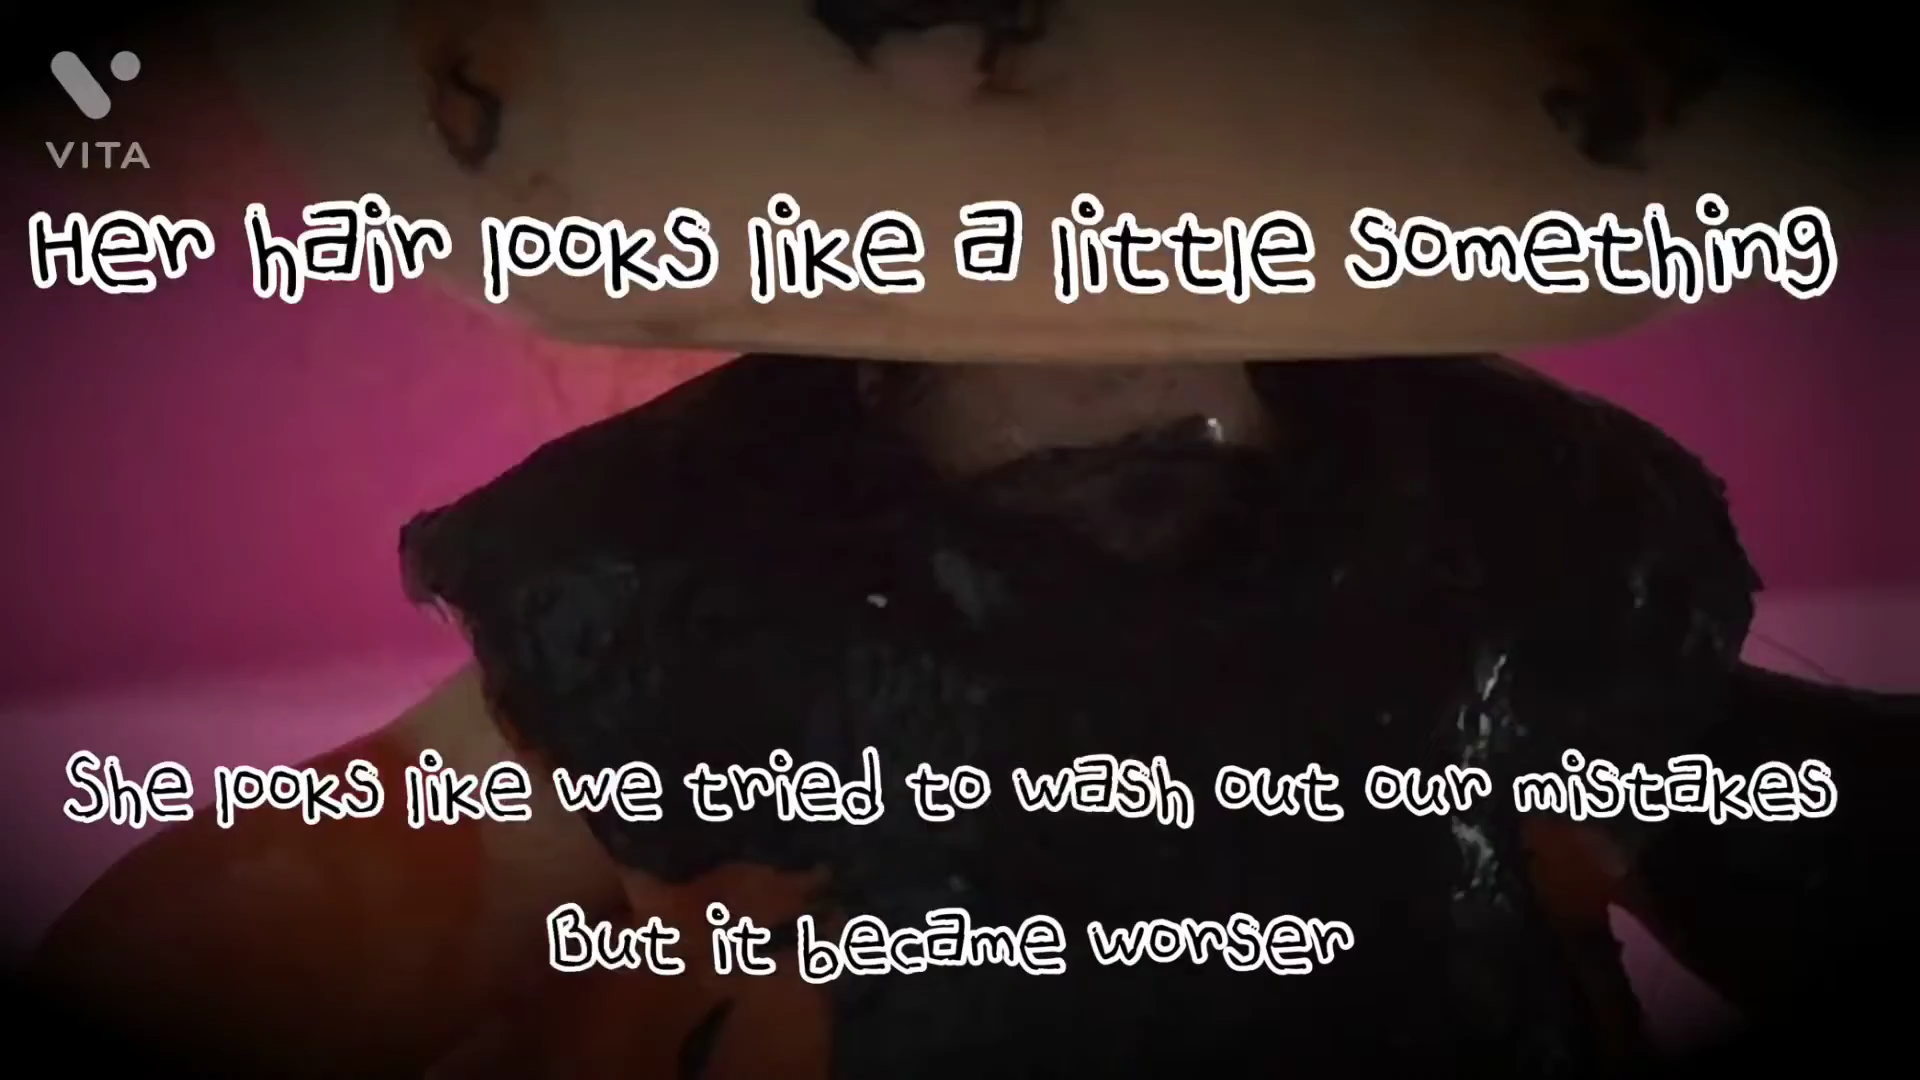 VITA
Her hair looks like a little something
She looks like we tried to wash out our mistakes
But it became worser